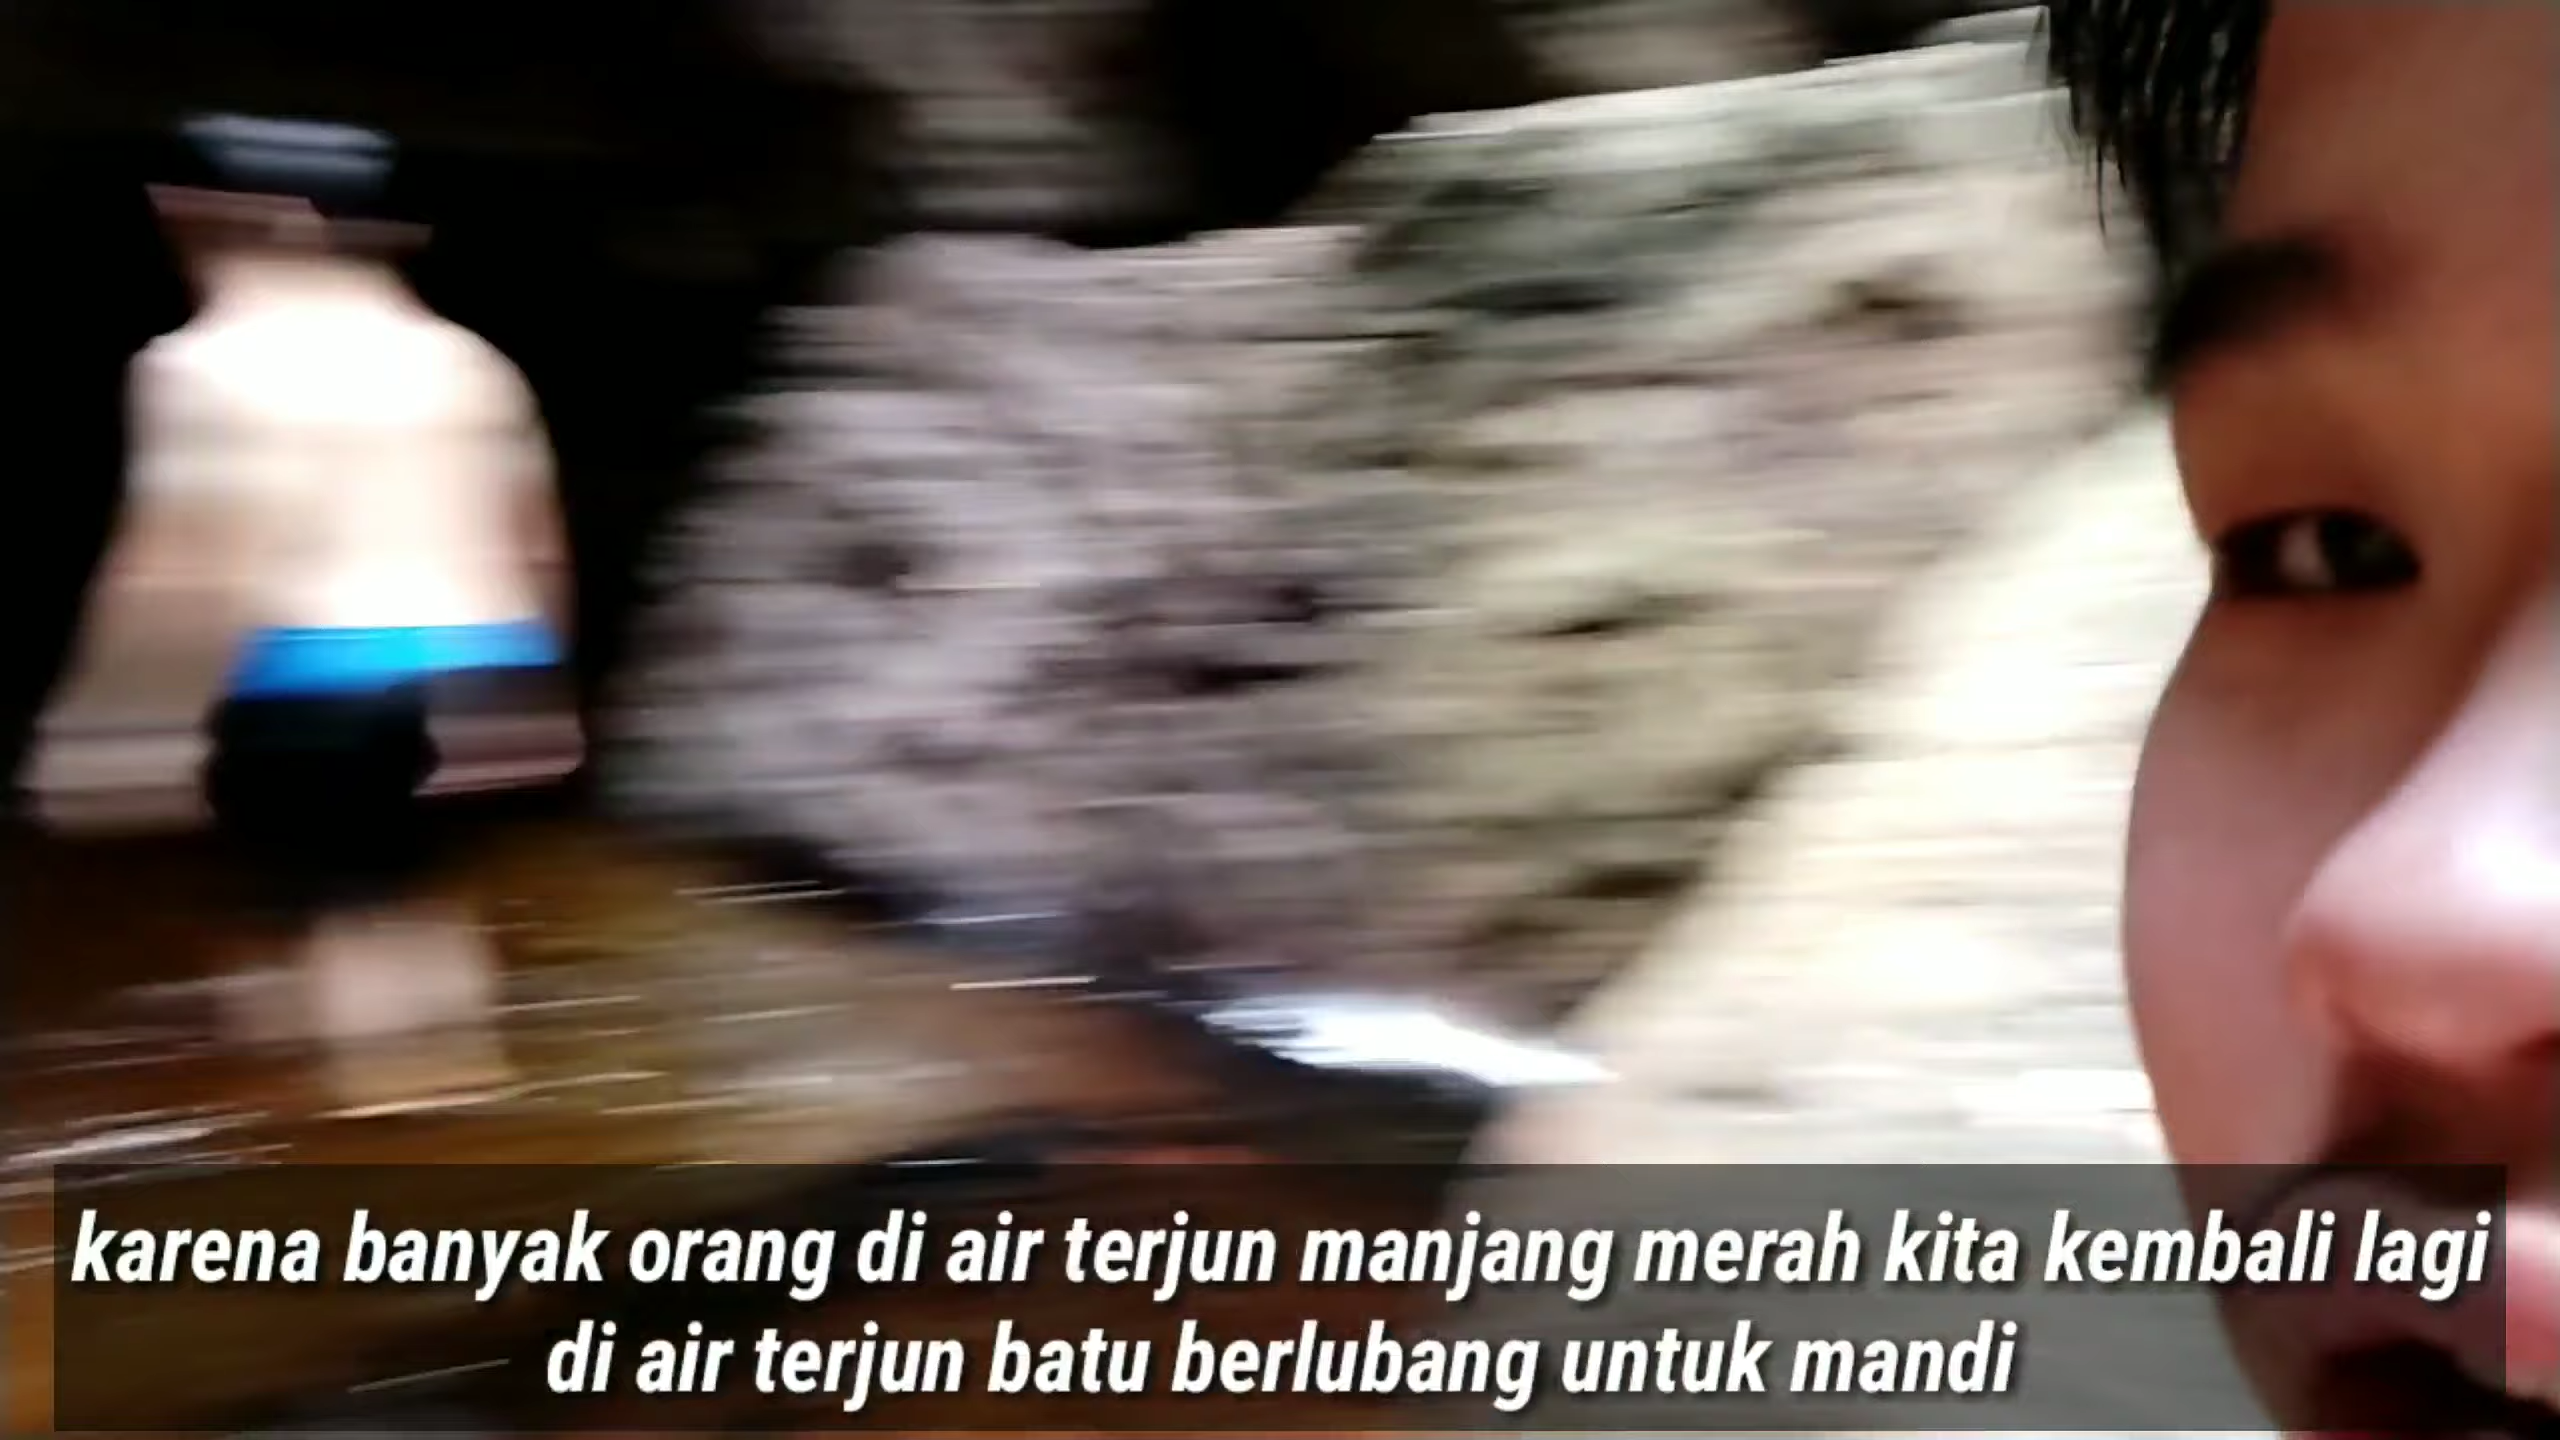 karena banyak orang di air terjun manjang merah kita kembali lagi
di air terjun batu berlubang untuk mandi